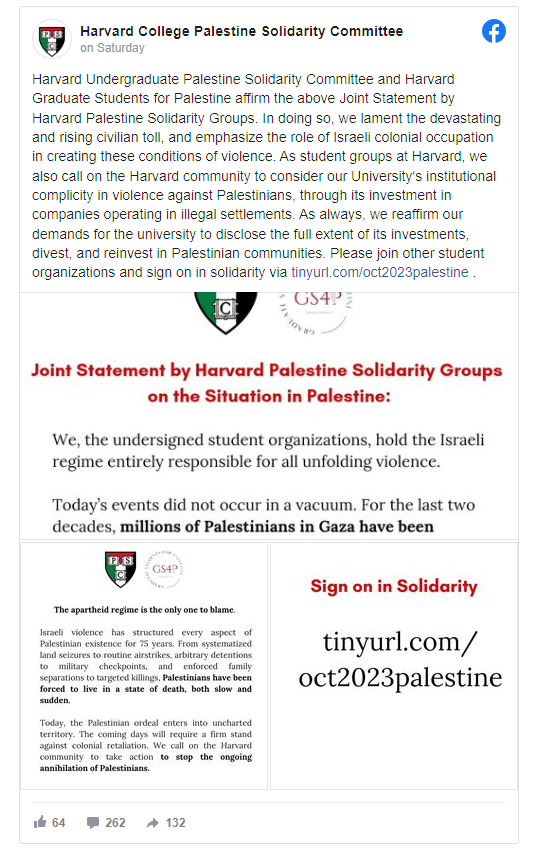 Harvard College Palestine Solidarity Committee
on Saturday
Harvard Undergraduate Palestine Solidarity Committee and Harvard
Graduate Students for Palestine affirm the above Joint Statement by
Harvard Palestine Solidarity Groups. In doing so, we lament the devastating
and rising civilian toll, and emphasize the role of Israeli colonial occupation
in creating these conditions of violence. As student groups at Harvard, we
also call on the Harvard community to consider our University's institutional
complicity in violence against Palestinians, through its investment in
companies operating in illegal settlements. As always, we reaffirm our
demands for the university to disclose the full extent of its investments,
divest, and reinvest in Palestinian communities. Please join other student
organizations and sign on in solidarity via tinyurl.com/oct2023palestine .
C
GS4P
Joint Statement by Harvard Palestine Solidarity Groups
on the Situation in Palestine:
We, the undersigned student organizations, hold the Israeli
regime entirely responsible for all unfolding violence.
Today's events did not occur in a vacuum. For the last two
decades, millions of Palestinians in Gaza have been
P S
C
GS4P
The apartheid regime is the only one to blame.
Israeli violence has structured every aspect of
Palestinian existence for 75 years. From systematized
land seizures to routine airstrikes, arbitrary detentions
to military checkpoints, and enforced family
separations to targeted killings, Palestinians have been
forced to live in a state of death, both slow and
sudden.
Today, the Palestinian ordeal enters into uncharted
territory. The coming days will require a firm stand
against colonial retaliation. We call on the Harvard
community to take action to stop the ongoing
annihilation of Palestinians.
Sign on in Solidarity
tinyurl.com/
oct2023palestine
64
262
132